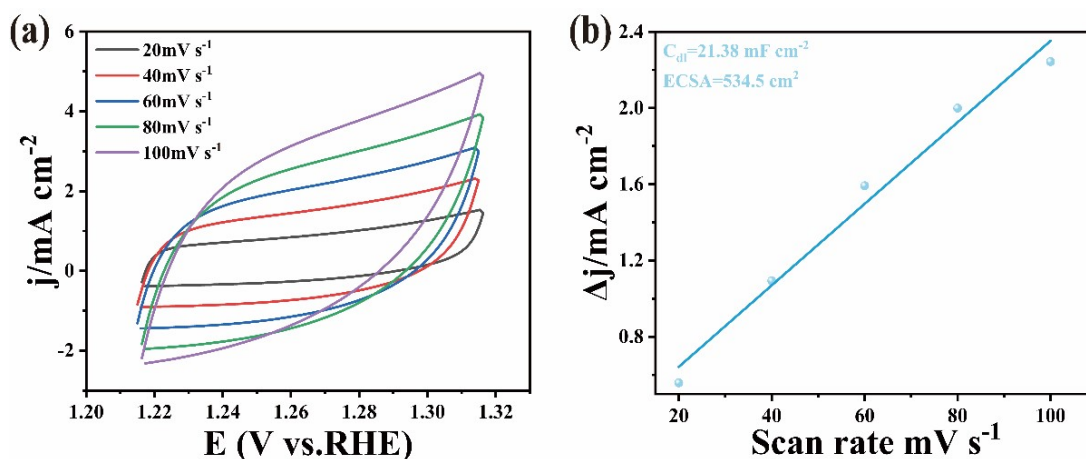 (a)
20mV s⁻¹
40mV s⁻¹
60mV s⁻¹
80mV s⁻¹
100mV s⁻¹
j/mA cm⁻²
6
4
2
0
-2
1.20 1.22 1.24 1.26 1.28 1.30 1.32
E (V vs.RHE)
(b)
C_dl=21.38 mF cm⁻²
ECSA=534.5 cm²
Δj/mA cm⁻²
2.4
2.0
1.6
1.2
0.8
20 40 60 80 100
Scan rate mV s⁻¹